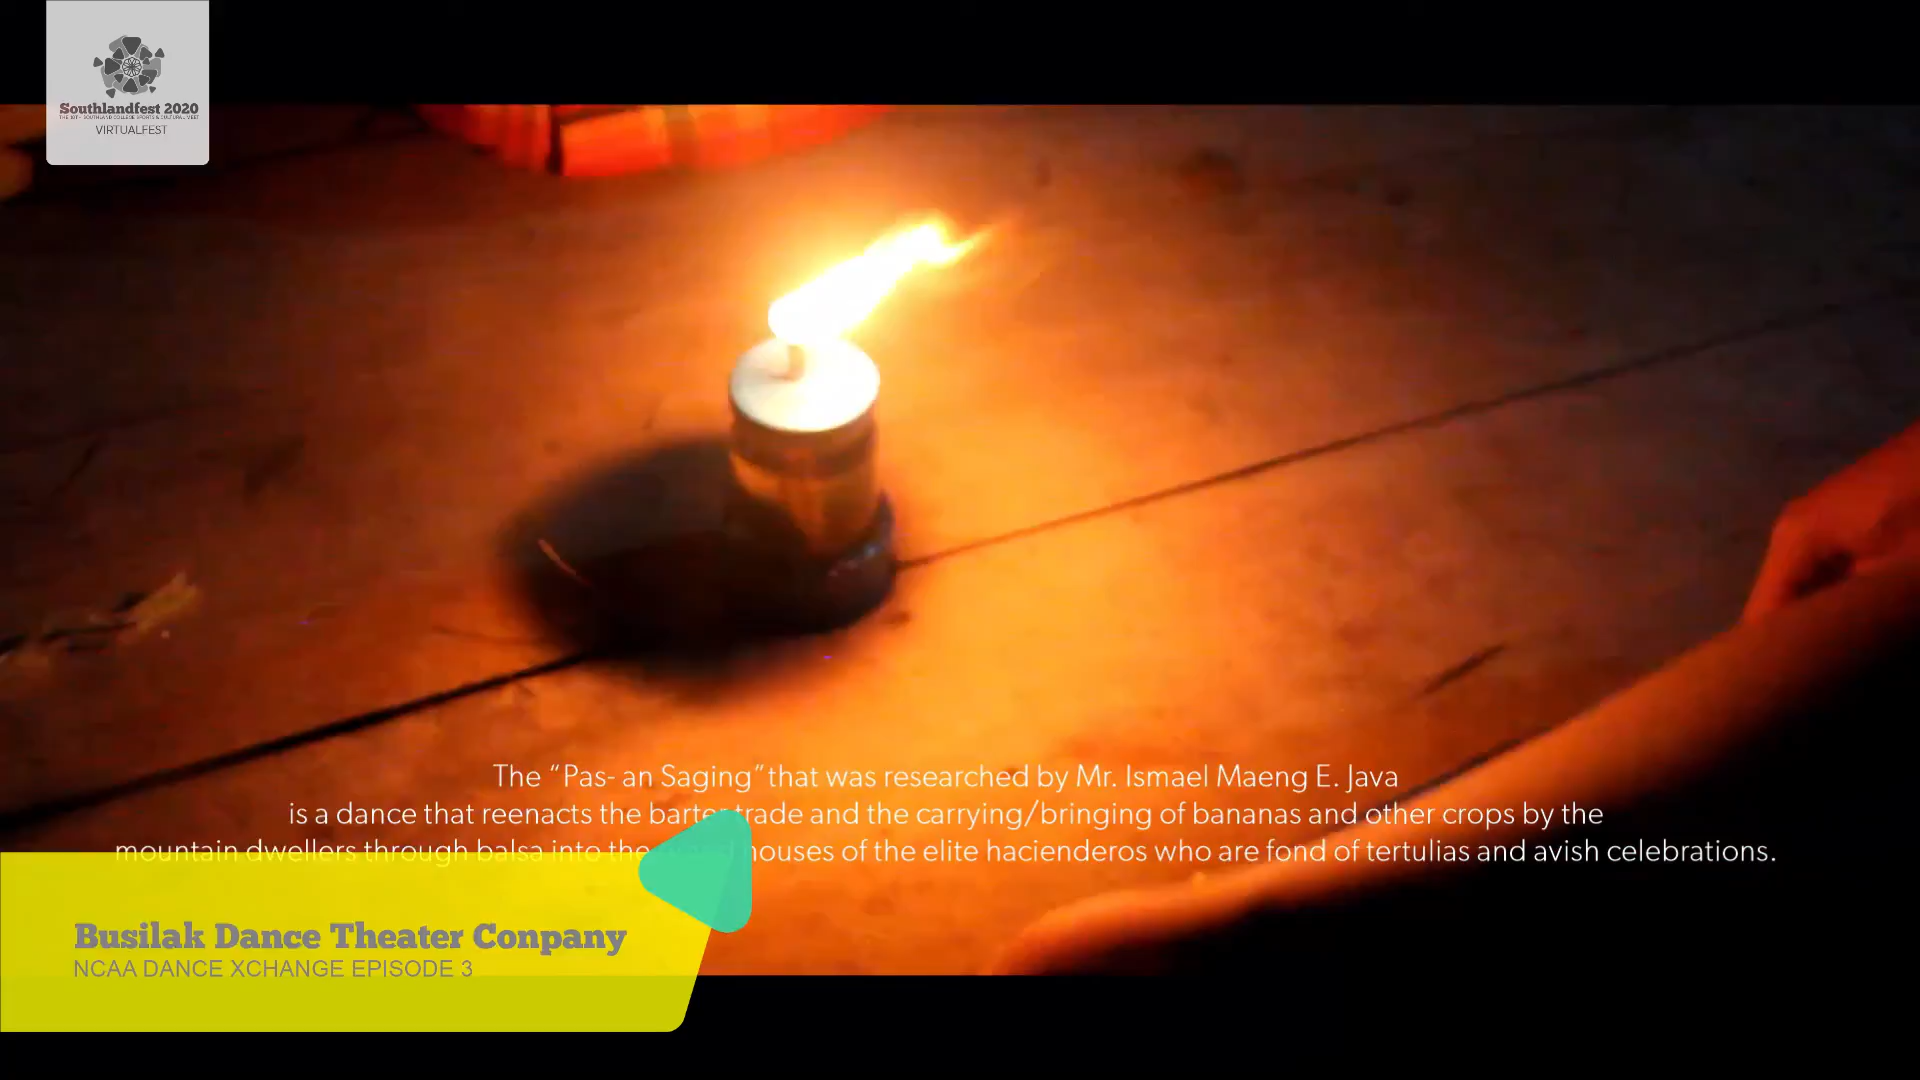 Southlandfest 2020
VIRTUALFEST
The “Pas- an Saging” that was researched by Mr. Ismael Maeng E. Java
is a dance that reenacts the barter trade and the carrying/bringing of bananas and other crops by the
mountain dwellers through balsa into the houses of the elite hacienderos who are fond of tertulias and avish celebrations.
Busilak Dance Theater Conpany
NCAA DANCE XCHANGE EPISODE 3